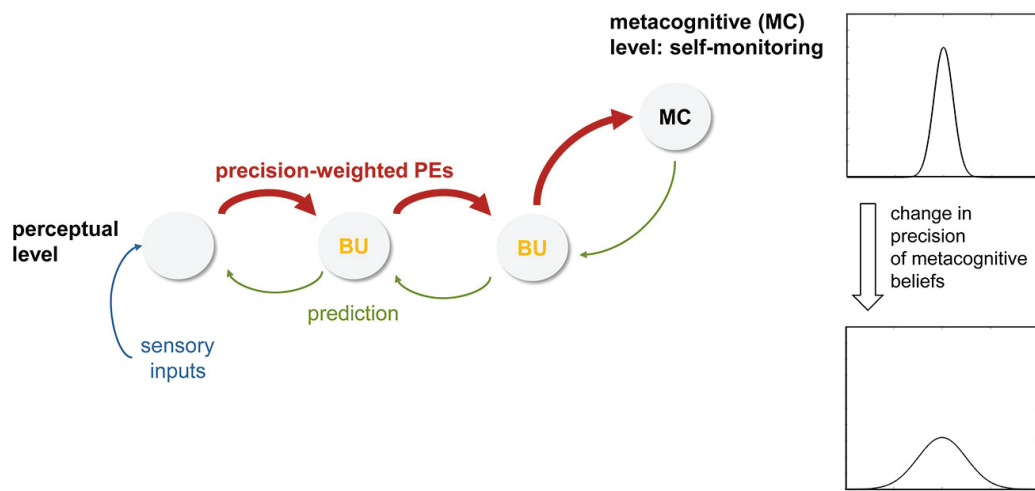 metacognitive (MC)
level: self-monitoring
MC
precision-weighted PEs
perceptual
level
BU
BU
prediction
sensory
inputs
change in
precision
of metacognitive
beliefs